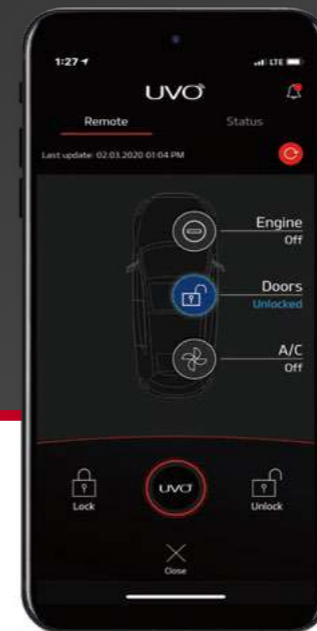 1:27
LTE
UVO
Remote Status
Last update: 02.03.2020 01:04 PM
Engine
Off
Doors
Unlocked
A/C
Off
Lock
UVO
Unlock
Close